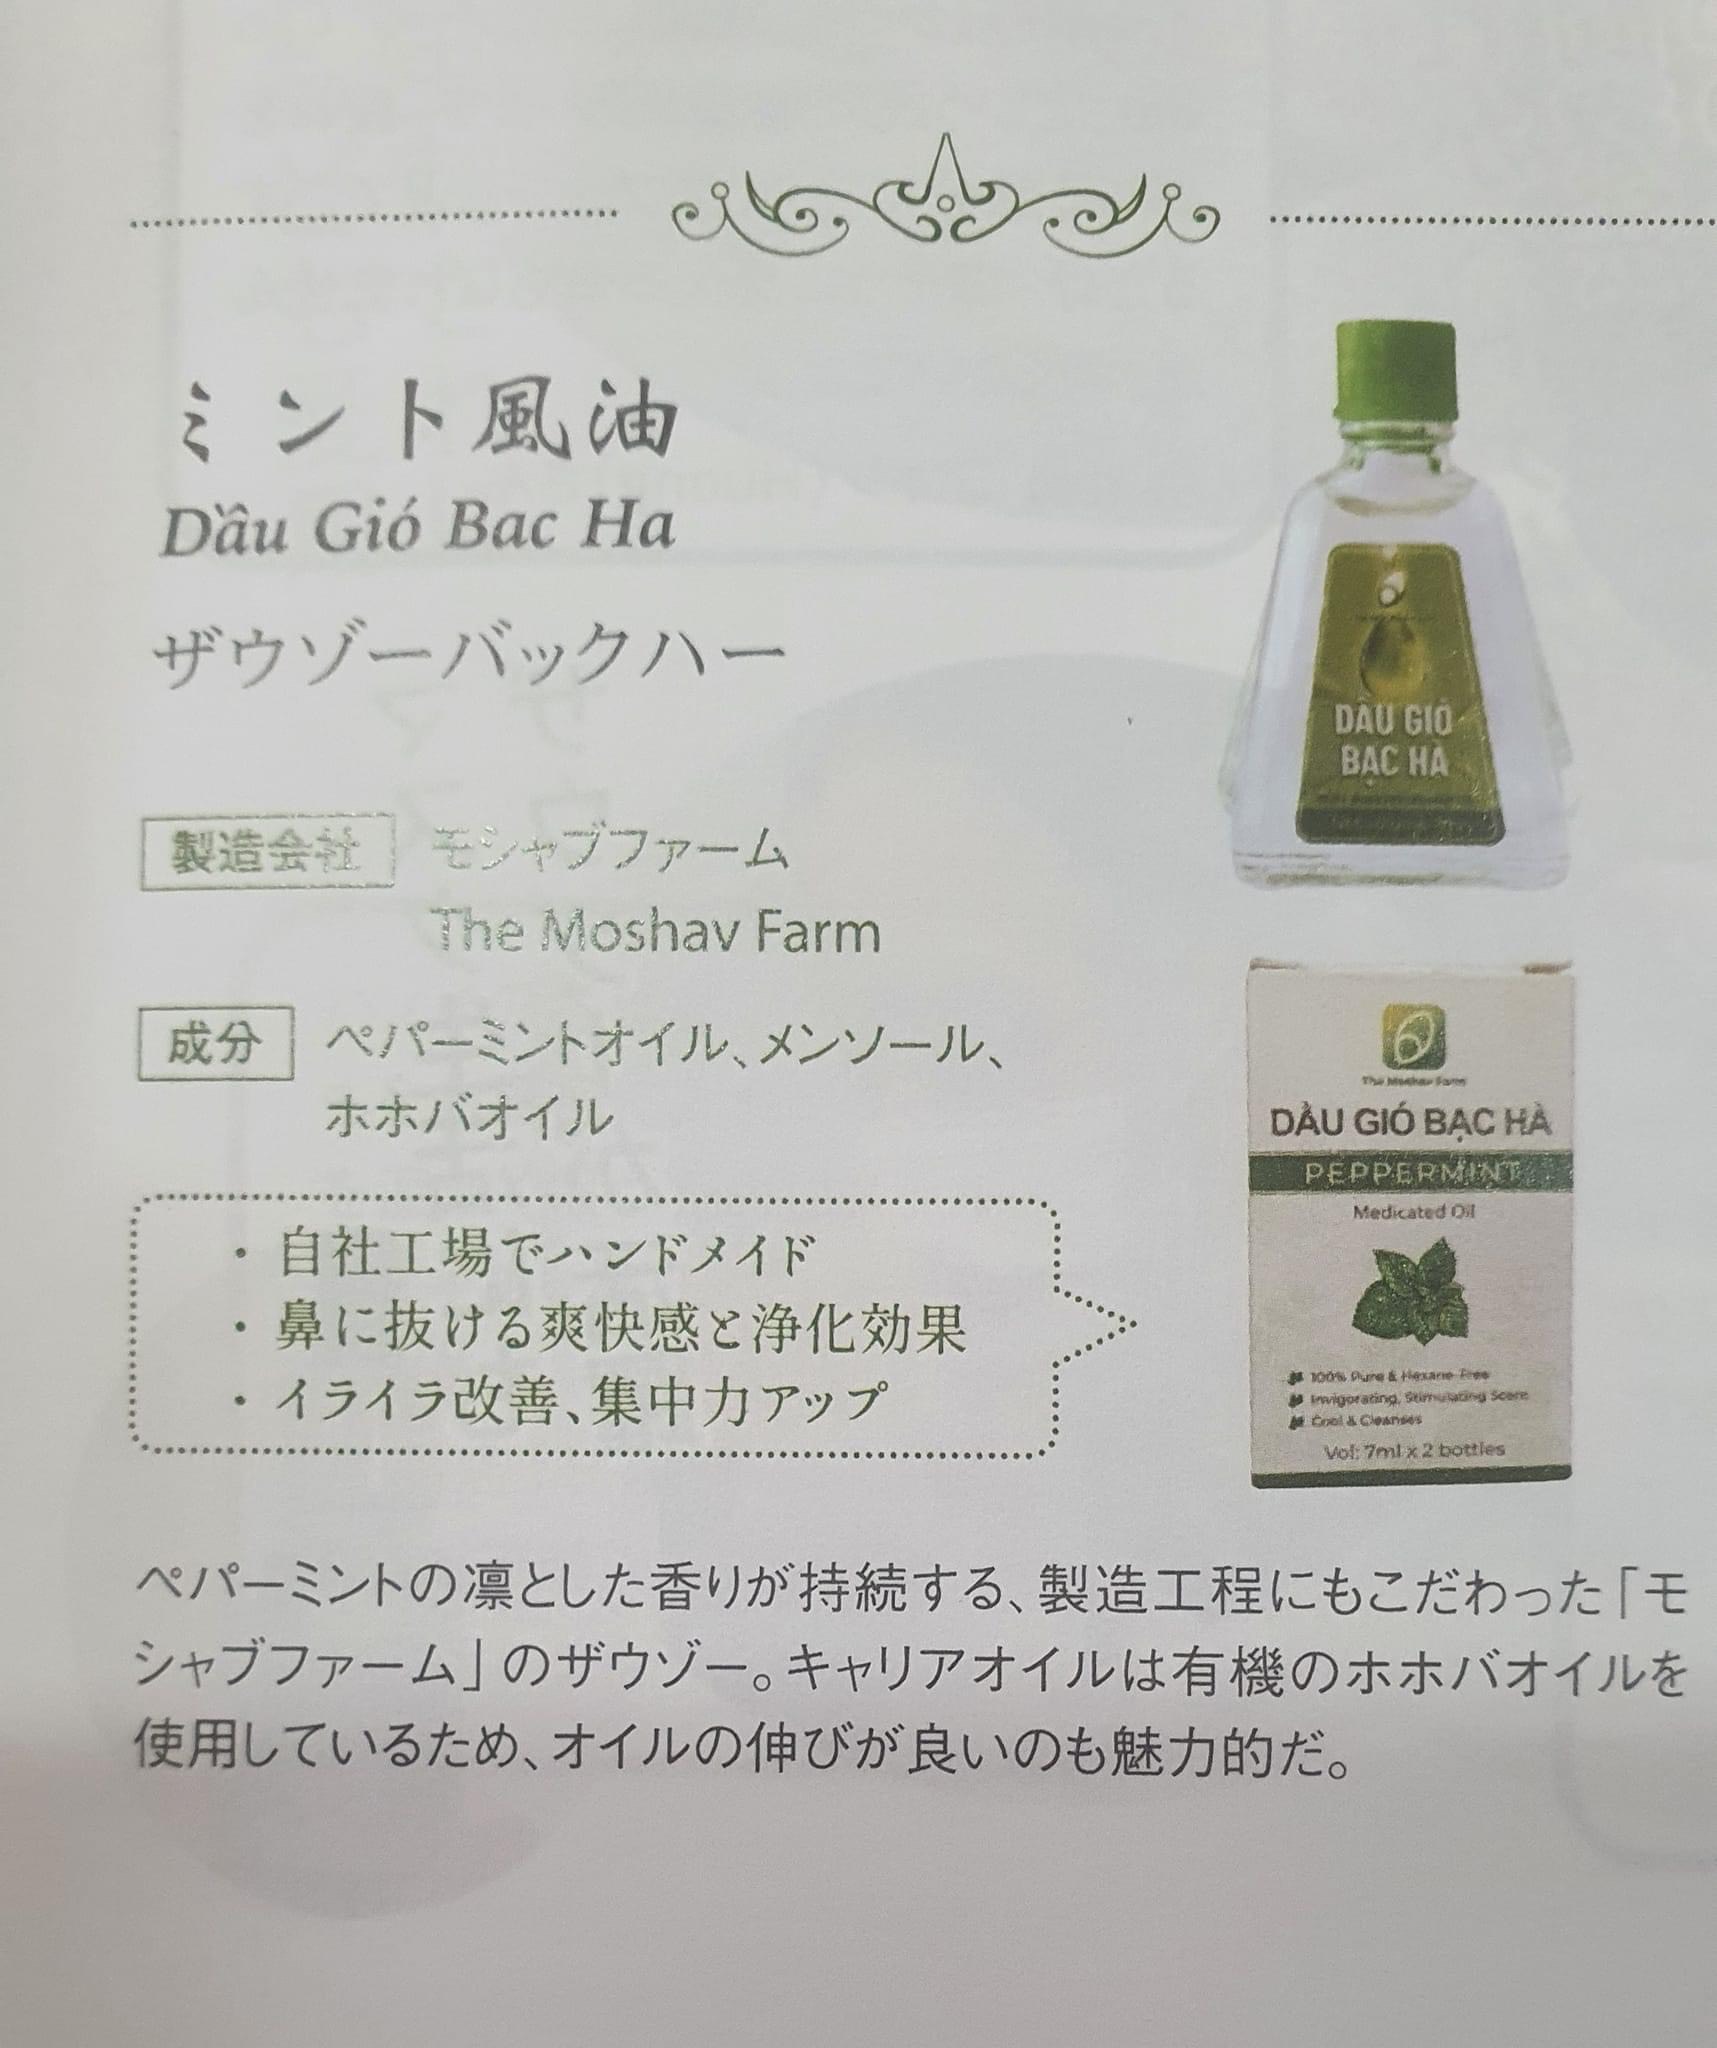 ミント風油
Dầu Gió Bac Ha
ザウゾーバックハー
製造会社 モシャブファーム
The Moshav Farm
成分 ペパーミントオイル、メンソール、
ホホバオイル
・自社工場でハンドメイド
・鼻に抜ける爽快感と浄化効果
・イライラ改善、集中力アップ
ペパーミントの凛とした香りが持続する、製造工程にもこだわった「モ
シャブファーム」のザウゾー。キャリアオイルは有機のホホバオイルを
使用しているため、オイルの伸びが良いのも魅力的だ。
DẦU GIÓ
BẠC HÀ
The Moshav Farm
DẦU GIÓ BẠC HÀ
PEPPERMINT
Medicated Oil
100% Pure & Hexane-Free
Invigorating, Stimulating Scent
Cool & Cleanses
Vol: 7ml x 2 bottles